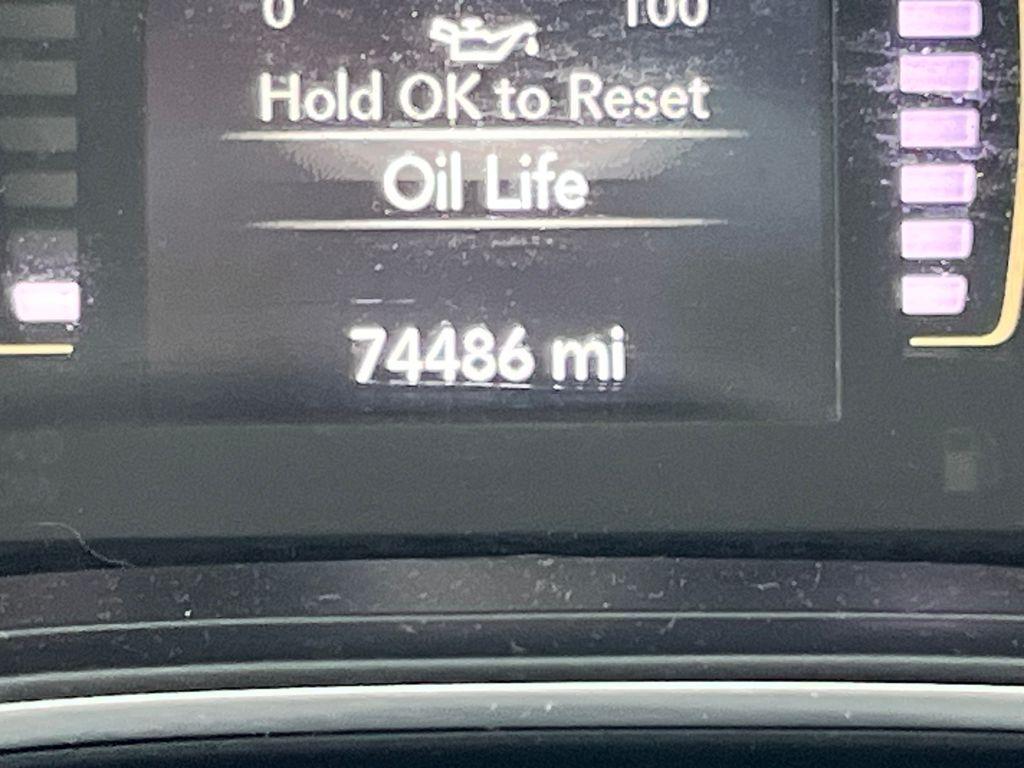 0 100
Hold OK to Reset
Oil Life
74486 mi